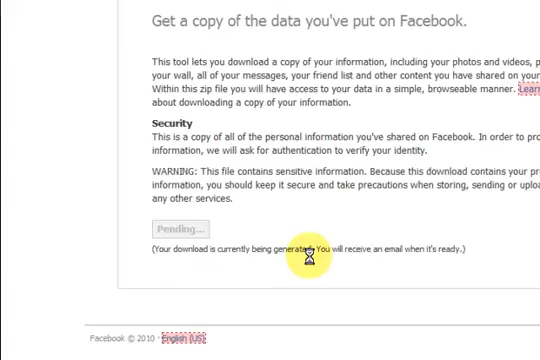 Get a copy of the data you've put on Facebook.
This tool lets you download a copy of your information, including your photos and videos, p
your wall, all of your messages, your friend list and other content you have shared on your
Within this zip file you will have access to your data in a simple, browseable manner. Learn
about downloading a copy of your information.
Security
This is a copy of all of the personal information you've shared on Facebook. In order to pro
information, we will ask for authentication to verify your identity.
WARNING: This file contains sensitive information. Because this download contains your pr
information, you should keep it secure and take precautions when storing, sending or uploa
any other services.
Pending...
(Your download is currently being generated. You will receive an email when it's ready.)
Facebook © 2010 · English (US)